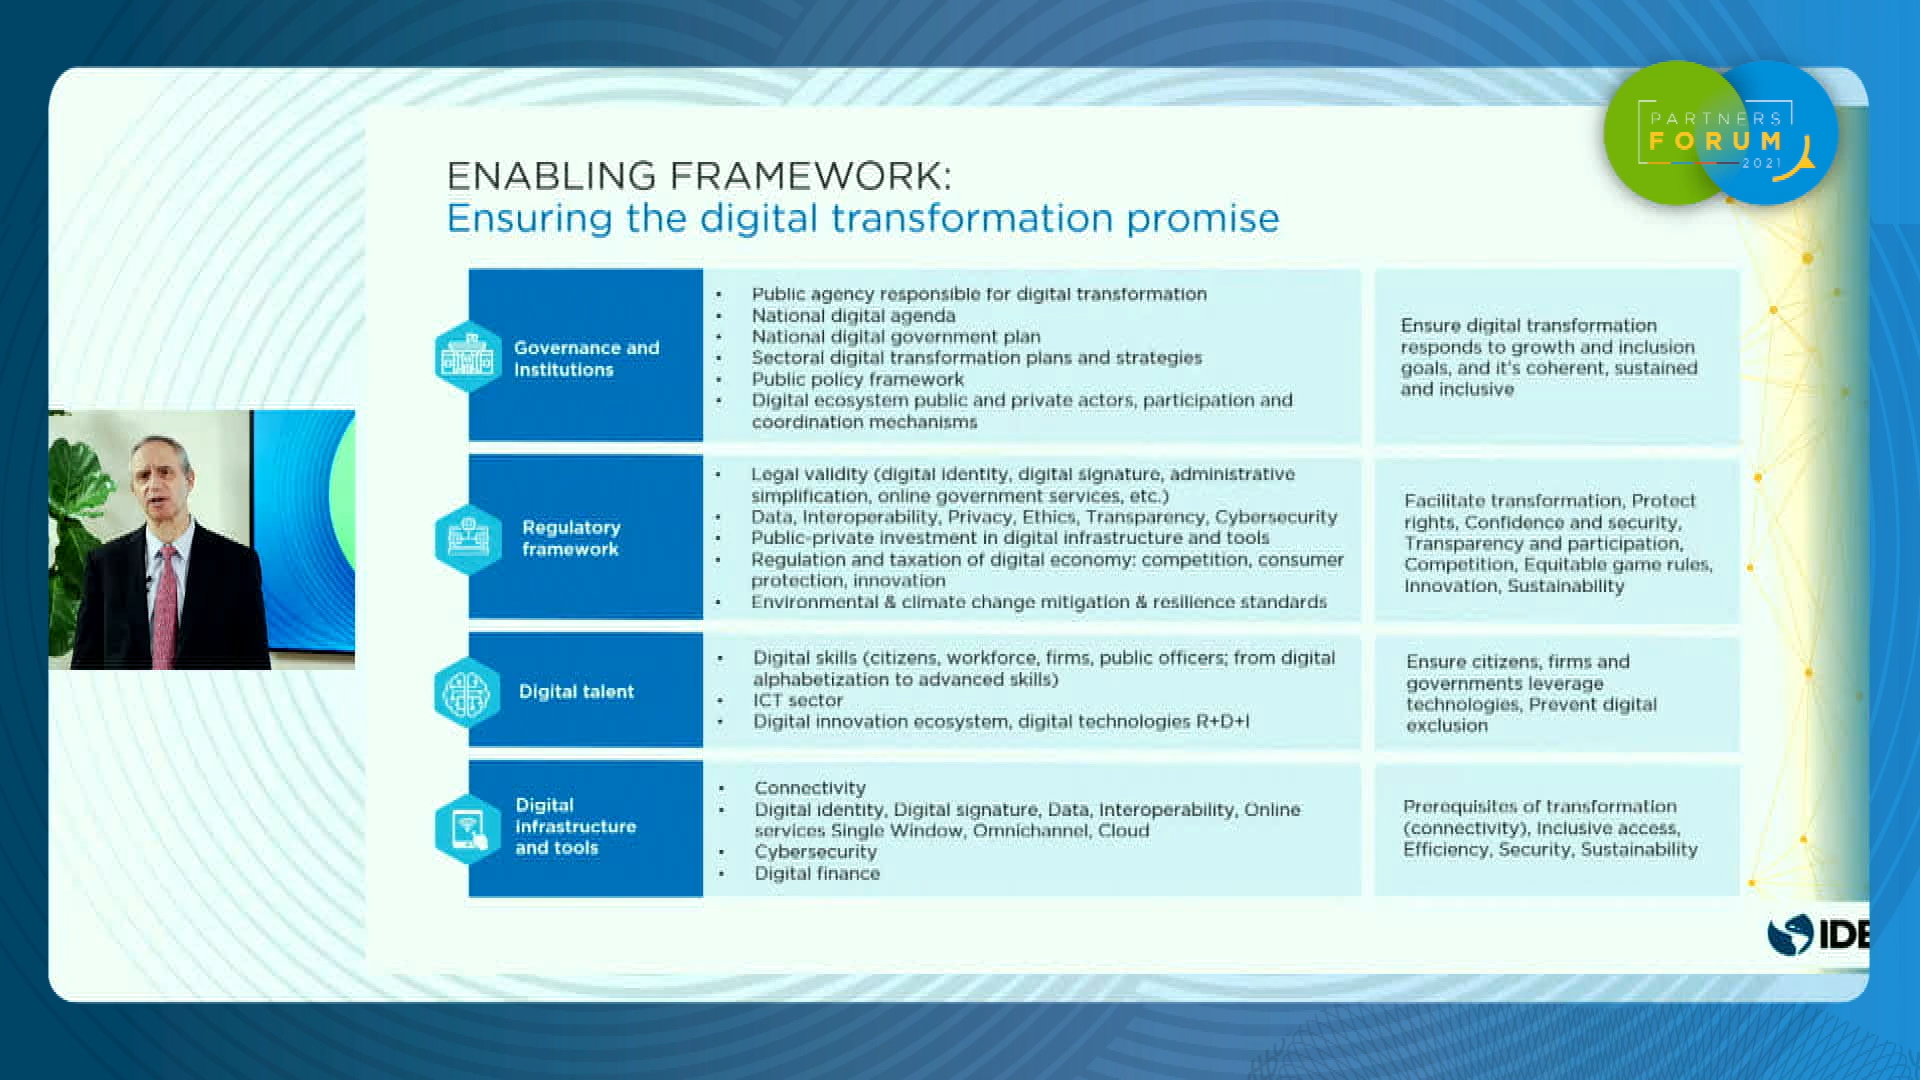 PARTNERS
FORUM
2021
ENABLING FRAMEWORK:
Ensuring the digital transformation promise
Governance and
Institutions
• Public agency responsible for digital transformation
• National digital agenda
• National digital government plan
• Sectoral digital transformation plans and strategies
• Public policy framework
• Digital ecosystem public and private actors, participation and
coordination mechanisms
Ensure digital transformation
responds to growth and inclusion
goals, and it's coherent, sustained
and inclusive
Regulatory
framework
• Legal validity (digital identity, digital signature, administrative
simplification, online government services, etc.)
• Data, Interoperability, Privacy, Ethics, Transparency, Cybersecurity
• Public-private investment in digital infrastructure and tools
• Regulation and taxation of digital economy: competition, consumer
protection, innovation
• Environmental & climate change mitigation & resilience standards
Facilitate transformation, Protect
rights, Confidence and security,
Transparency and participation,
Competition, Equitable game rules,
Innovation, Sustainability
Digital talent
• Digital skills (citizens, workforce, firms, public officers; from digital
alphabetization to advanced skills)
• ICT sector
• Digital innovation ecosystem, digital technologies R+D+I
Ensure citizens, firms and
governments leverage
technologies, Prevent digital
exclusion
Digital
infrastructure
and tools
• Connectivity
• Digital identity, Digital signature, Data, Interoperability, Online
services Single Window, Omnichannel, Cloud
• Cybersecurity
• Digital finance
Prerequisites of transformation
(connectivity), Inclusive access,
Efficiency, Security, Sustainability